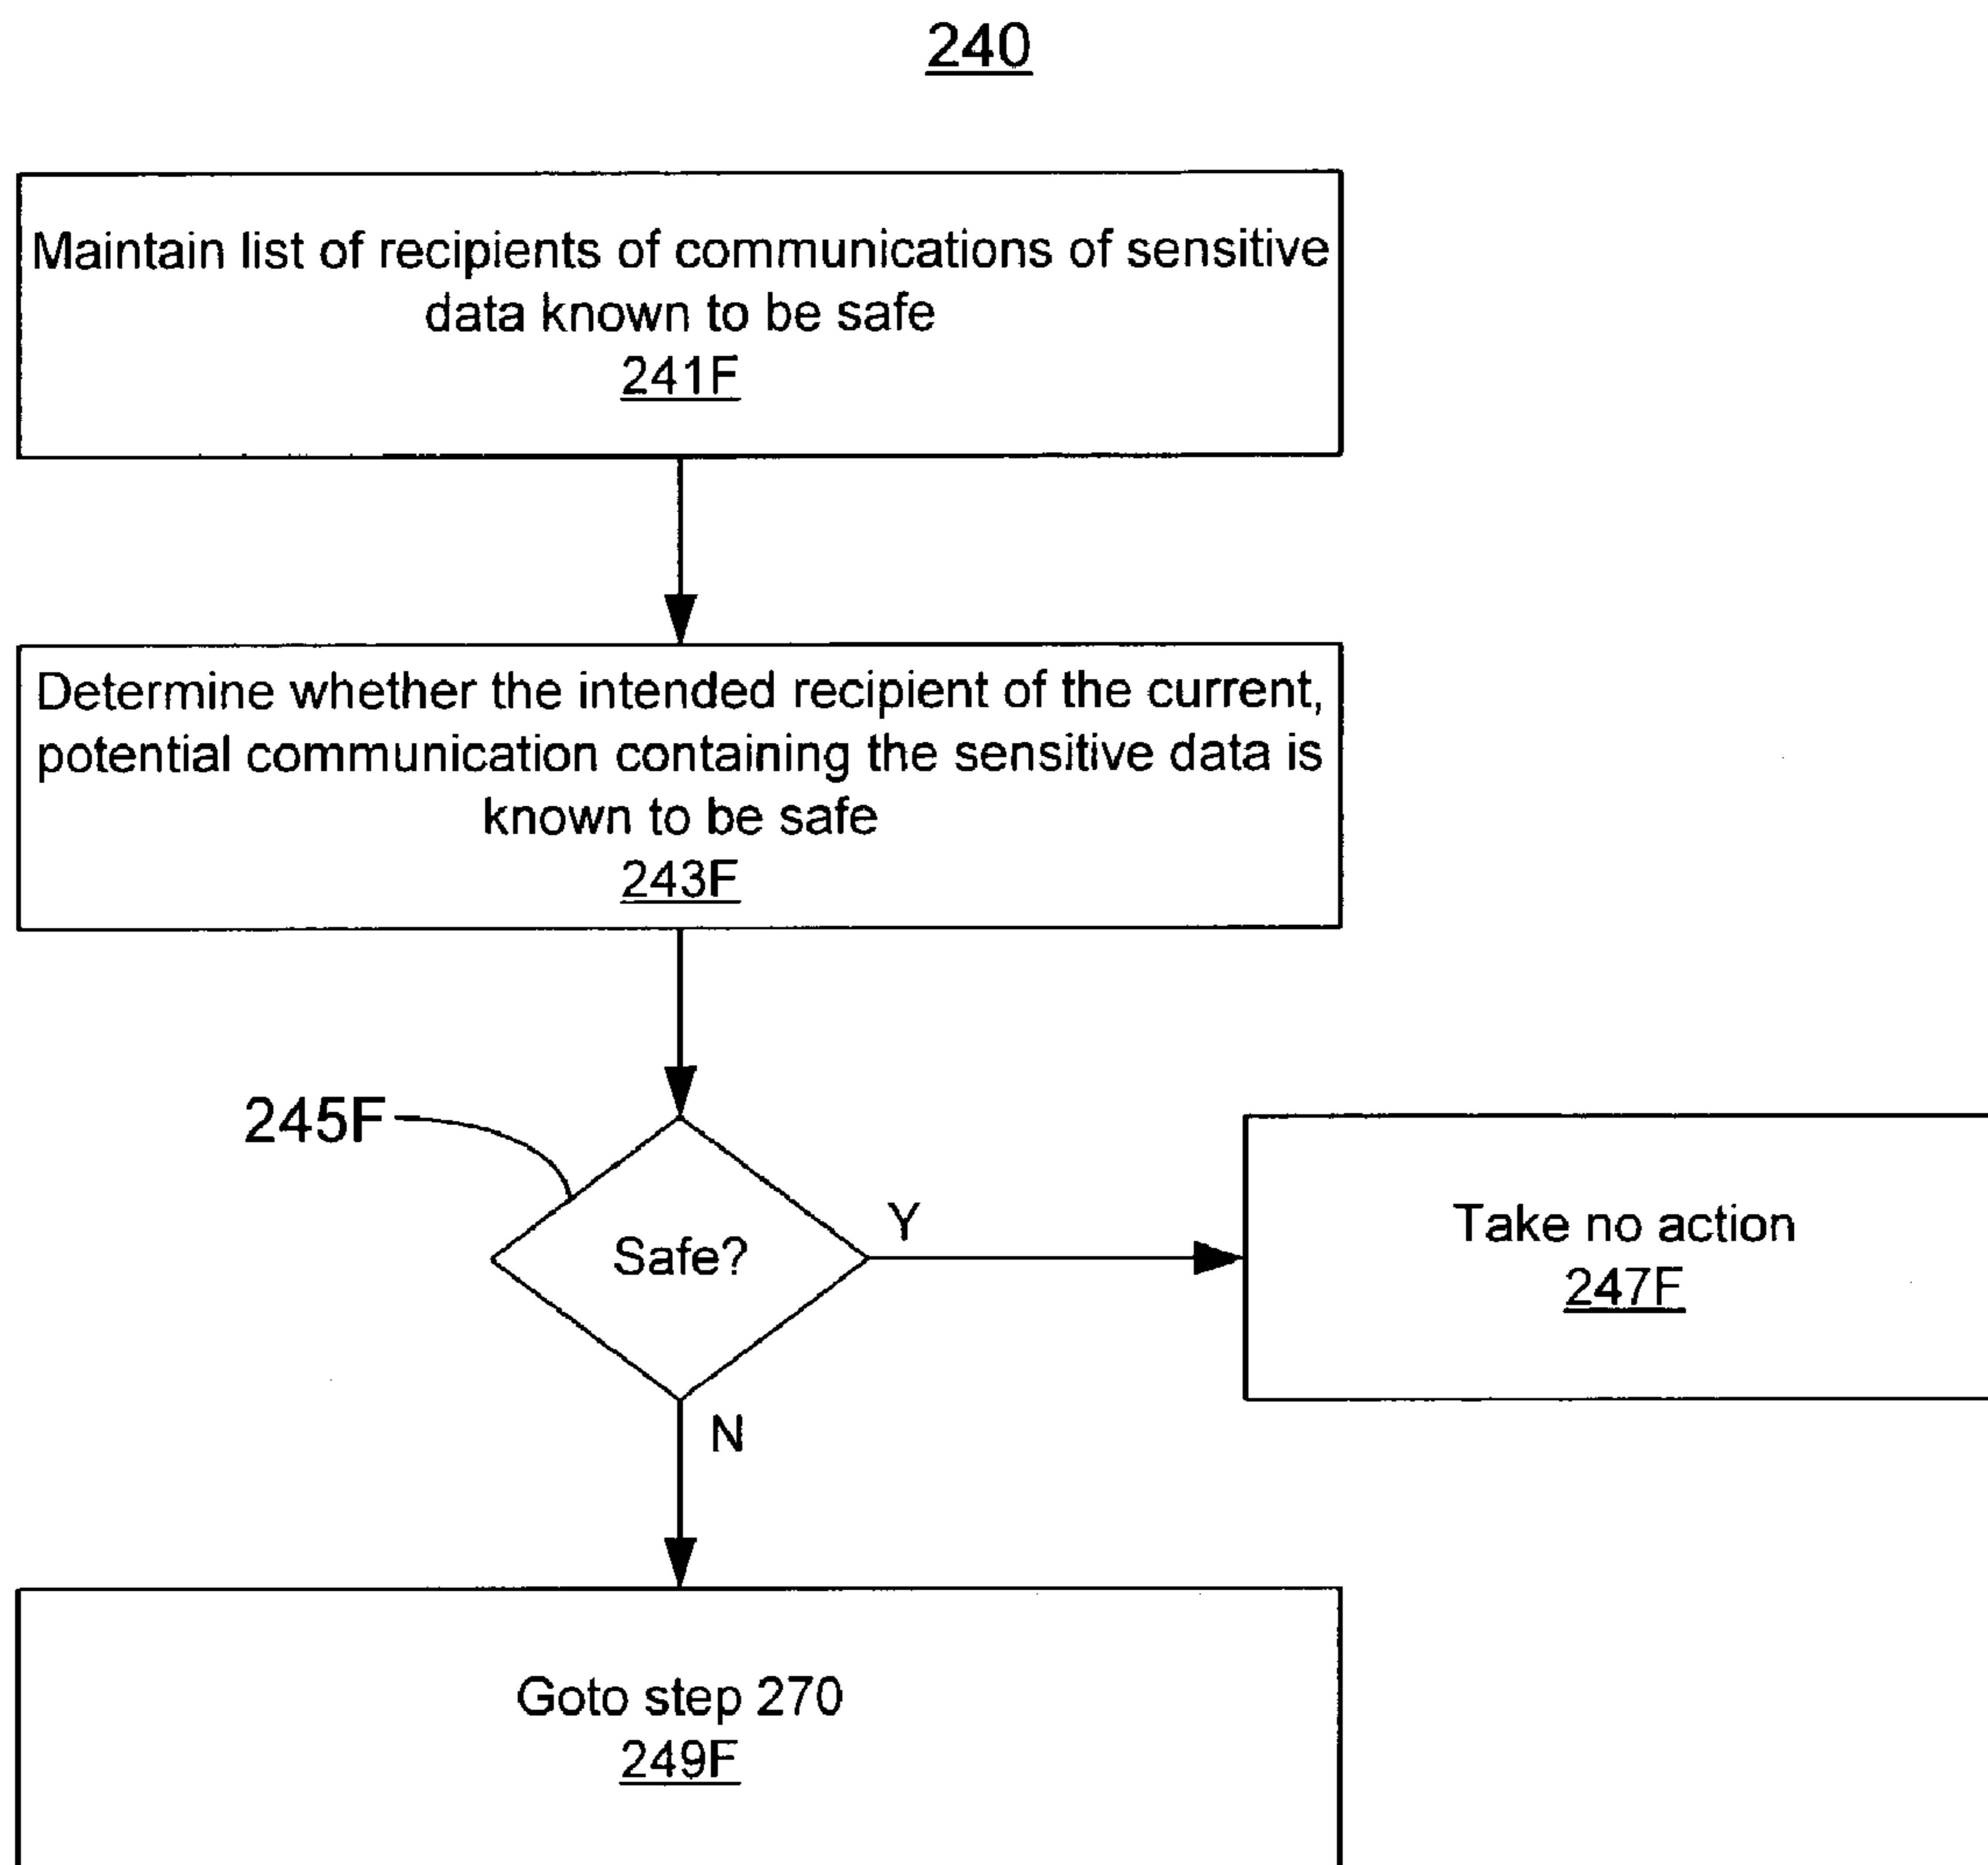 240
Maintain list of recipients of communications of sensitive
data known to be safe
241F
Determine whether the intended recipient of the current,
potential communication containing the sensitive data is
known to be safe
243F
245F
Safe?
Y
Take no action
247F
N
Goto step 270
249F